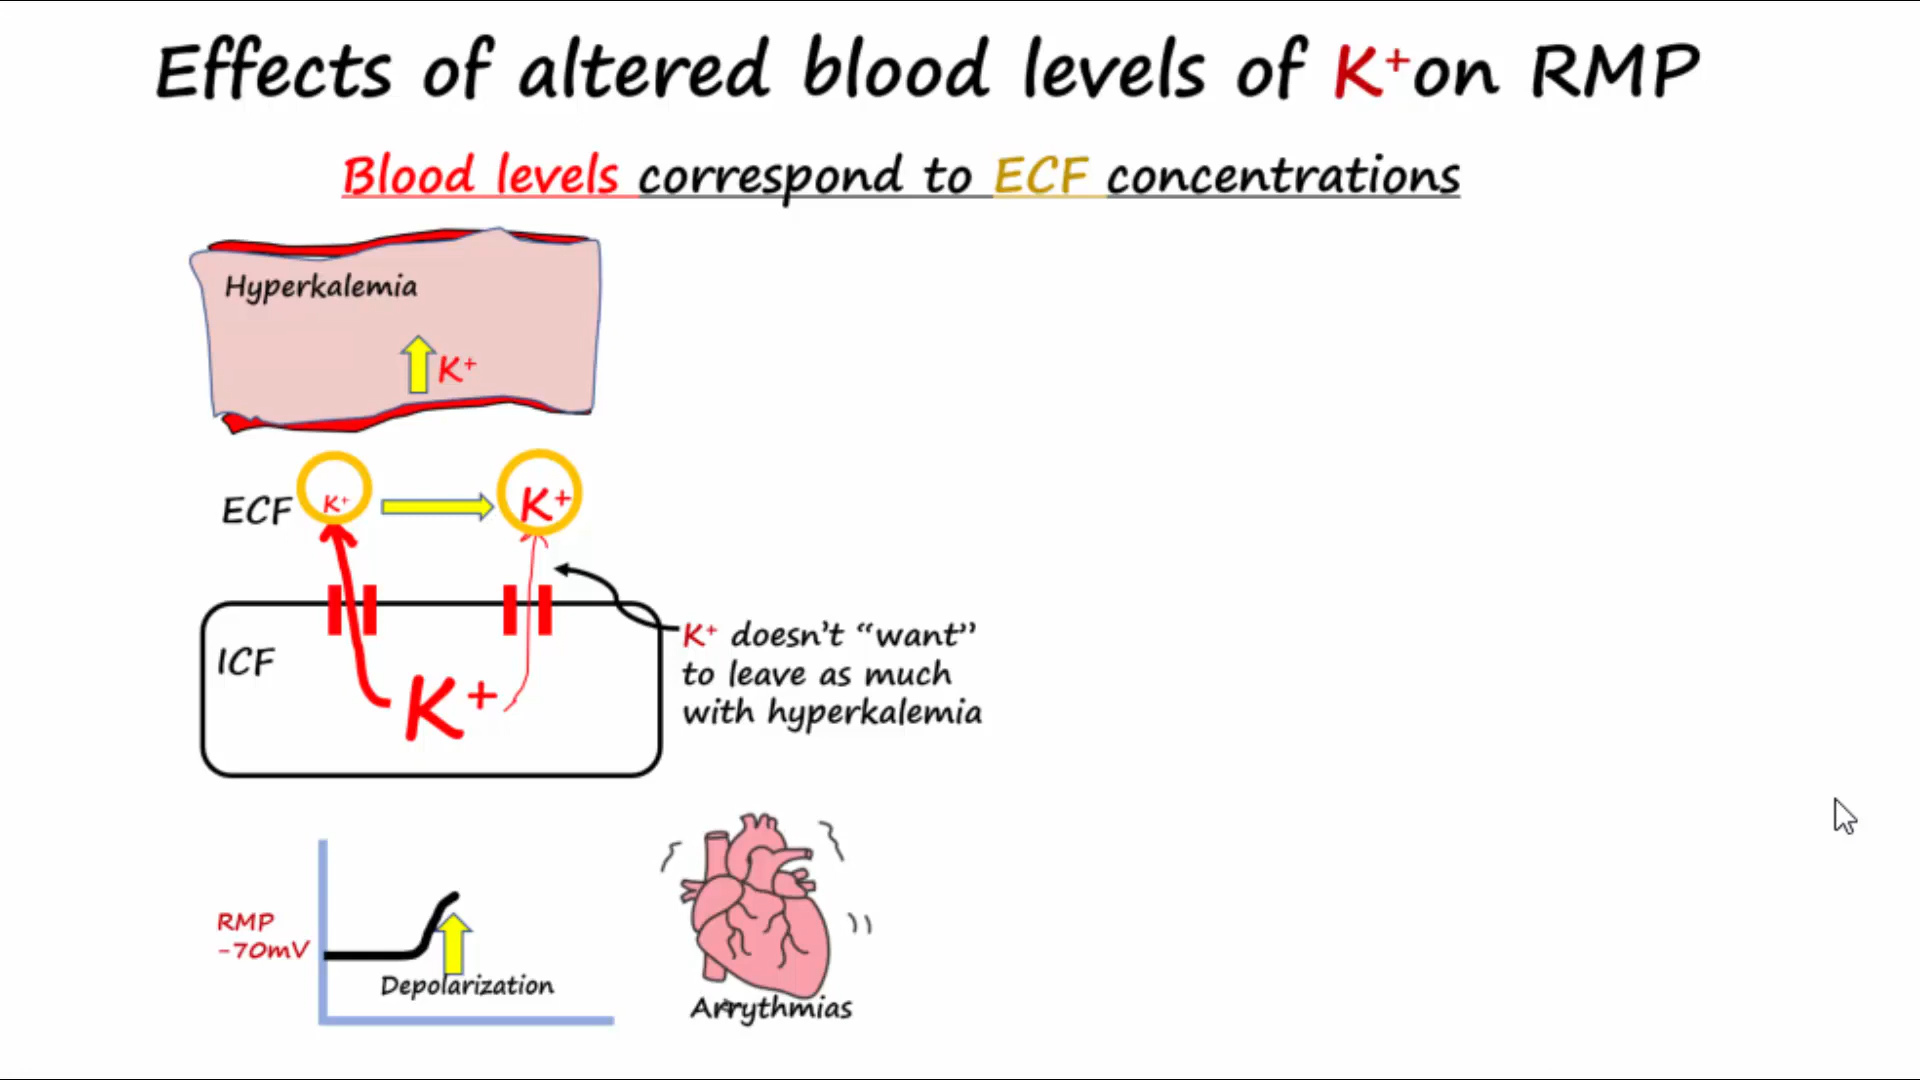 Effects of altered blood levels of K⁺on RMP
Blood levels correspond to ECF concentrations
Hyperkalemia
K⁺
ECF K⁺ K⁺
ICF
K⁺
K⁺ doesn't “want”
to leave as much
with hyperkalemia
RMP
-70mV
Depolarization
Arrythmias